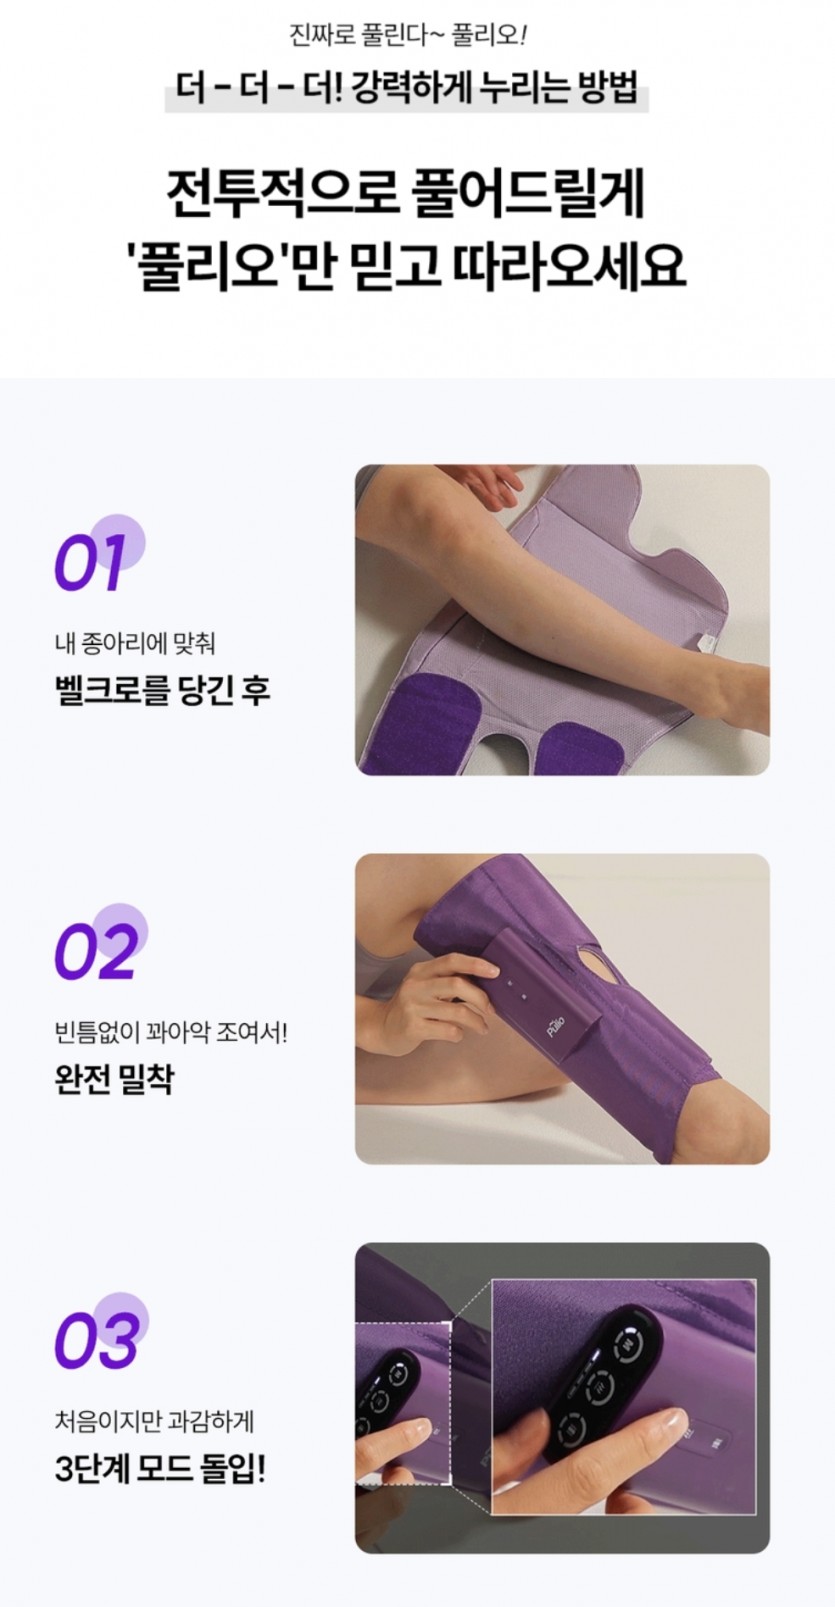 진짜로 풀린다~ 풀리오!
더 - 더 - 더! 강력하게 누리는 방법
전투적으로 풀어드릴게
'풀리오'만 믿고 따라오세요
01
내 종아리에 맞춰
벨크로를 당긴 후
02
빈틈없이 꽈아악 조여서!
완전 밀착
Pulio
03
처음이지만 과감하게
3단계 모드 돌입!